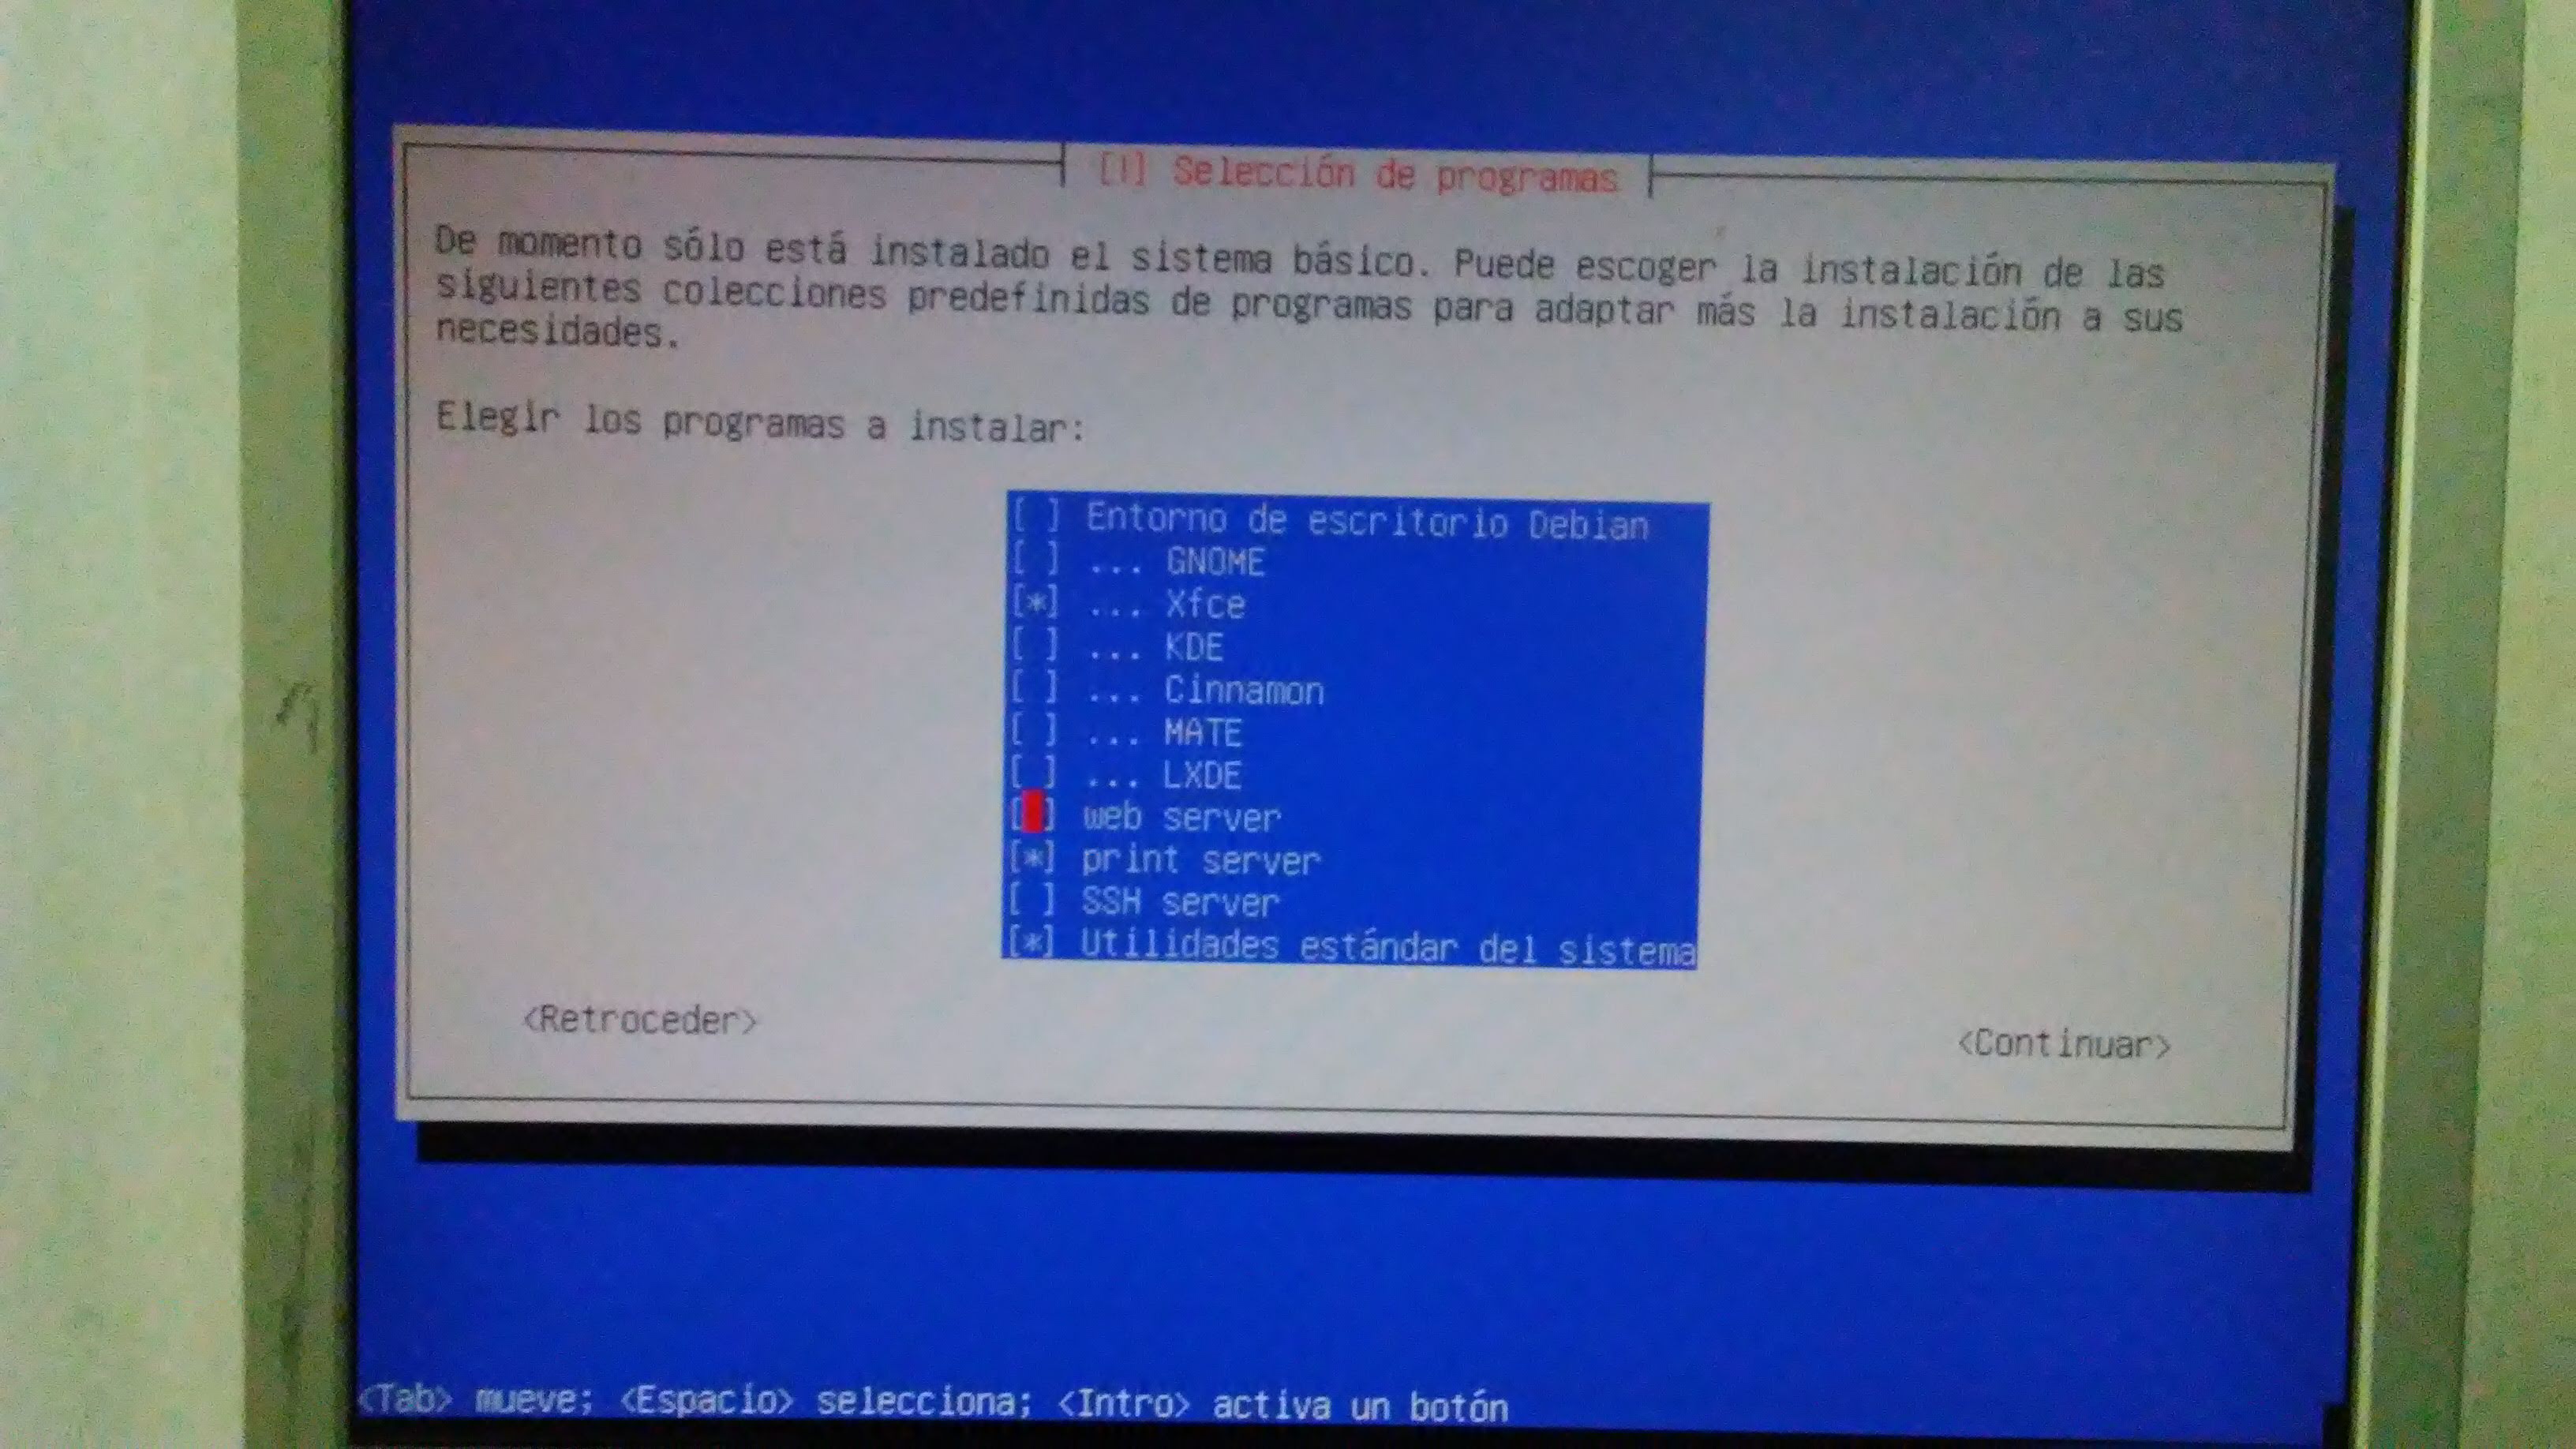 [!] Selección de programas
De momento sólo está instalado el sistema básico. Puede escoger la instalación de las
siguientes colecciones predefinidas de programas para adaptar más la instalación a sus
necesidades.
Elegir los programas a instalar:
[ ] Entorno de escritorio Debian
[ ] ... GNOME
[*] ... Xfce
[ ] ... KDE
[ ] ... Cinnamon
[ ] ... MATE
[ ] ... LXDE
[ ] web server
[*] print server
[ ] SSH server
[*] Utilidades estándar del sistema
<Retroceder>
<Continuar>
<Tab> mueve; <Espacio> selecciona; <Intro> activa un botón